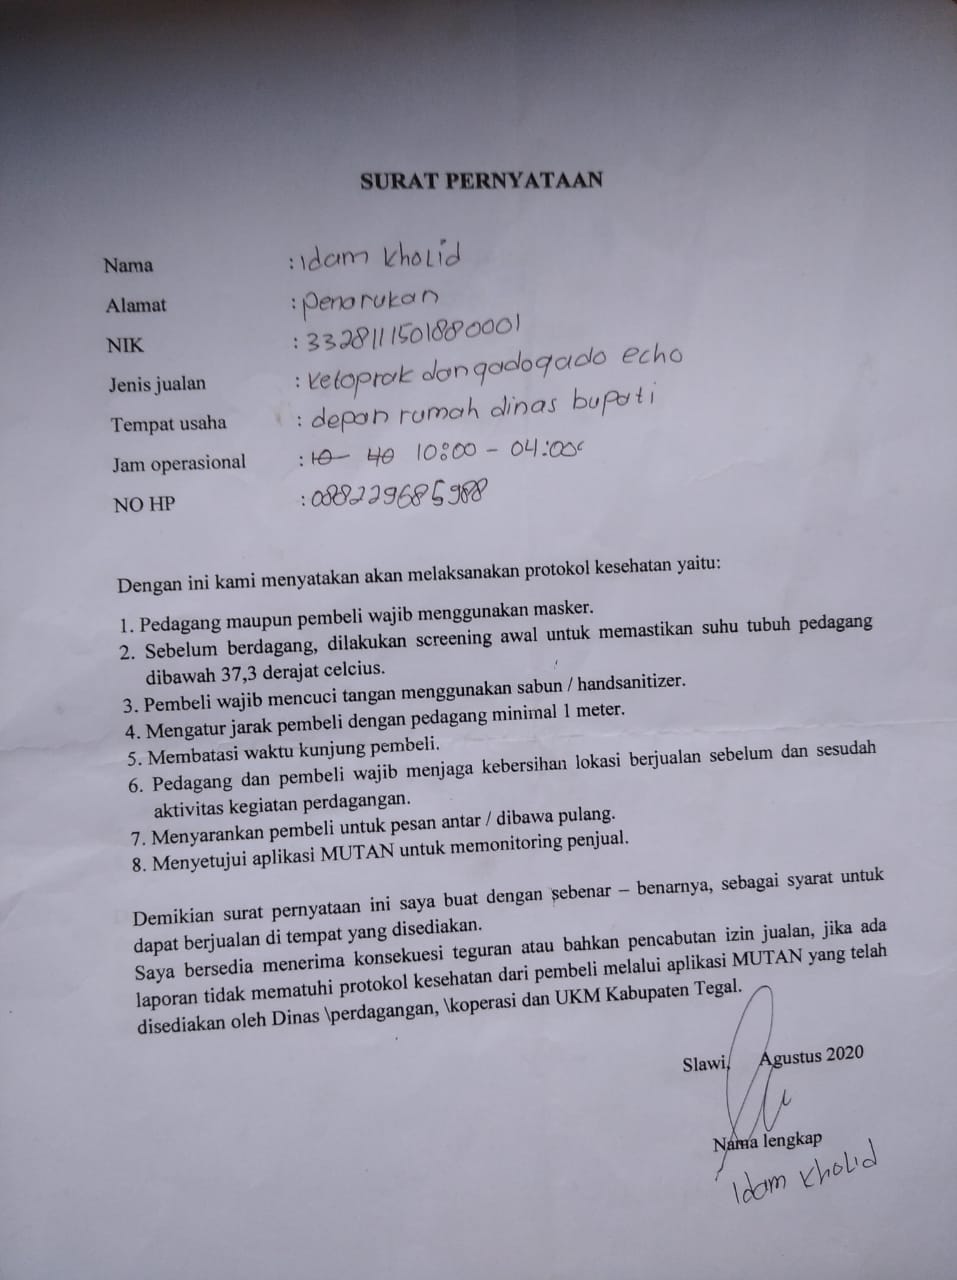 SURAT PERNYATAAN
Nama : Idam Kholid
Alamat : penarukan
NIK : 3328111501880001
Jenis jualan : ketoprak dangadogado echo
Tempat usaha : depan rumah dinas bupati
Jam operasional : 10 - 40 10:00 - 04:00
NO HP : 088229685988
Dengan ini kami menyatakan akan melaksanakan protokol kesehatan yaitu:
1. Pedagang maupun pembeli wajib menggunakan masker.
2. Sebelum berdagang, dilakukan screening awal untuk memastikan suhu tubuh pedagang
dibawah 37,3 derajat celcius.
3. Pembeli wajib mencuci tangan menggunakan sabun / handsanitizer.
4. Mengatur jarak pembeli dengan pedagang minimal 1 meter.
5. Membatasi waktu kunjung pembeli.
6. Pedagang dan pembeli wajib menjaga kebersihan lokasi berjualan sebelum dan sesudah
aktivitas kegiatan perdagangan.
7. Menyarankan pembeli untuk pesan antar / dibawa pulang.
8. Menyetujui aplikasi MUTAN untuk memonitoring penjual.
Demikian surat pernyataan ini saya buat dengan sebenar – benarnya, sebagai syarat untuk
dapat berjualan di tempat yang disediakan.
Saya bersedia menerima konsekuesi teguran atau bahkan pencabutan izin jualan, jika ada
laporan tidak mematuhi protokol kesehatan dari pembeli melalui aplikasi MUTAN yang telah
disediakan oleh Dinas \perdagangan, \koperasi dan UKM Kabupaten Tegal.
Slawi, Agustus 2020
Nama lengkap
Idam Kholid